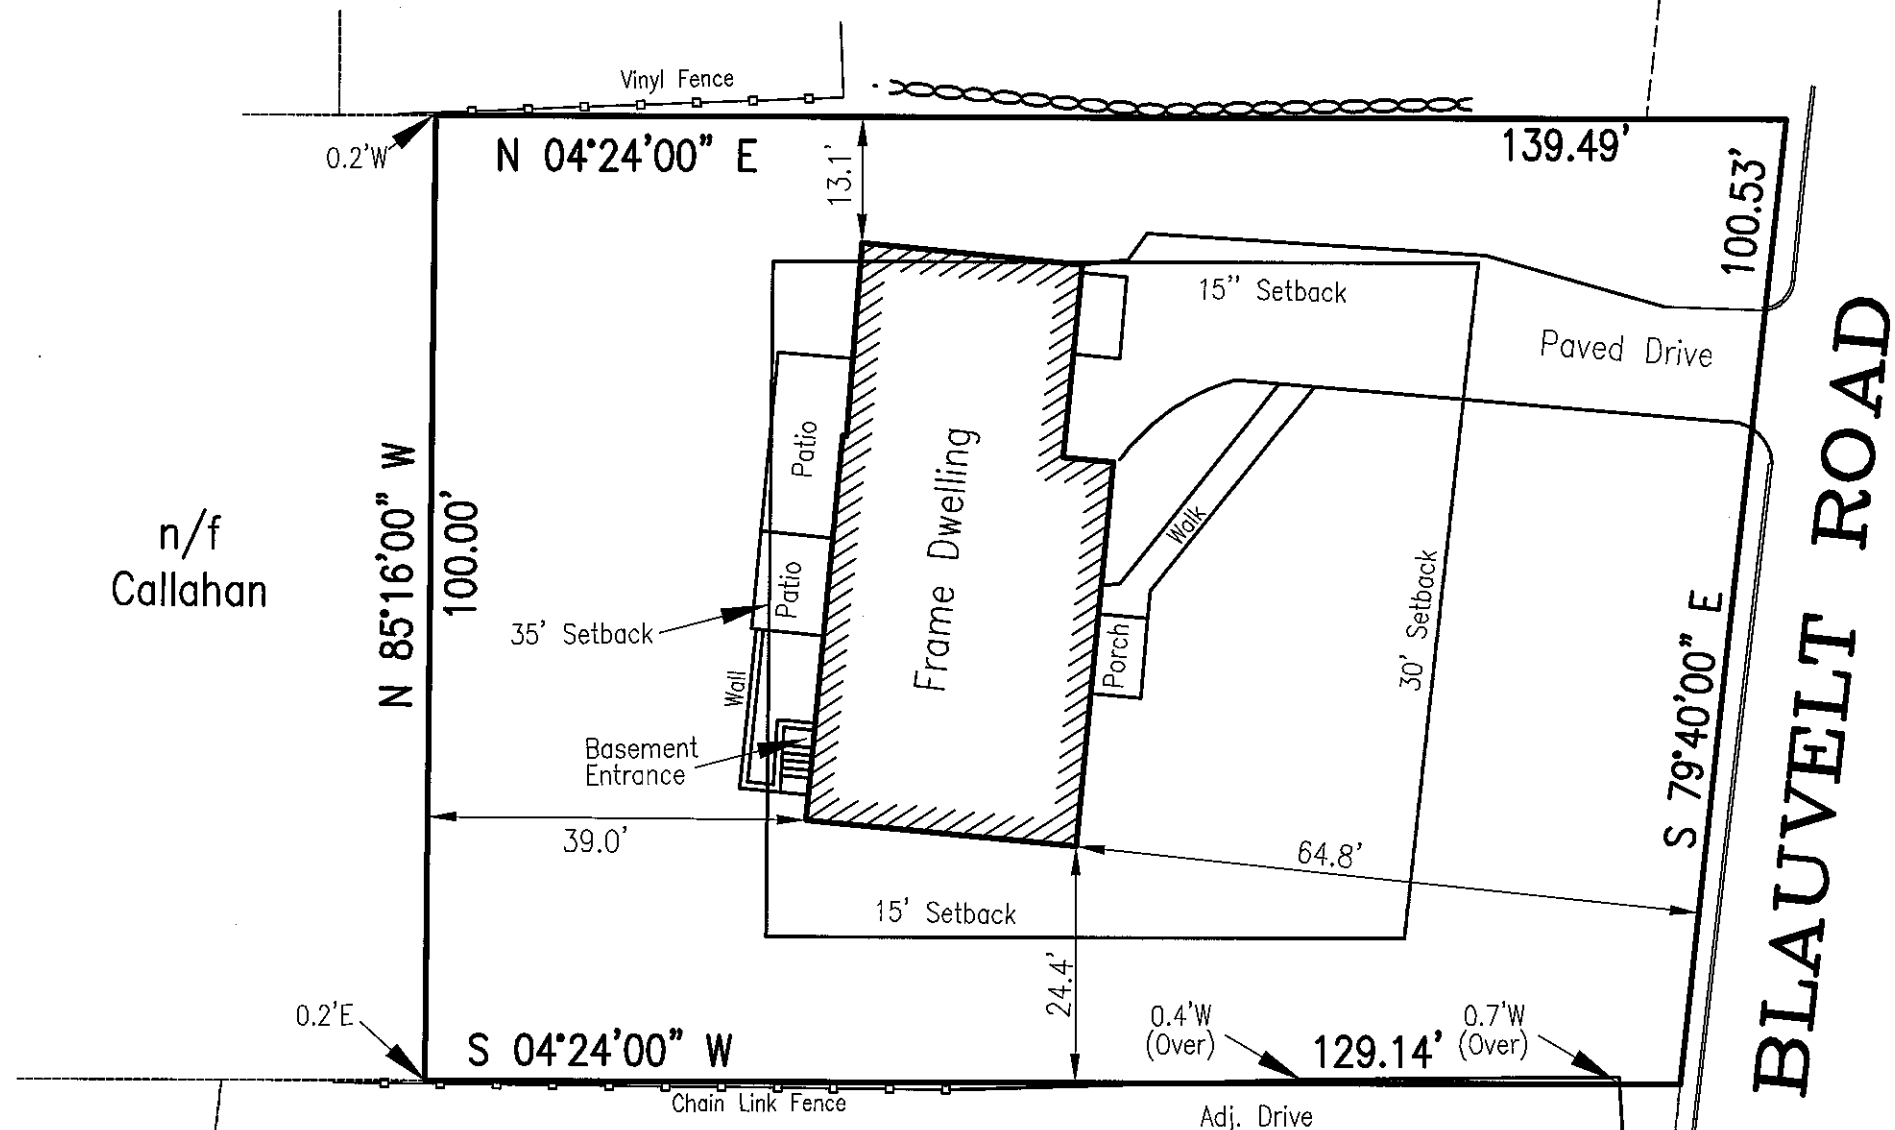 Vinyl Fence
0.2'W
N 04°24'00" E
139.49'
13.1'
100.53'
15" Setback
Paved Drive
Patio
Frame Dwelling
N 85°16'00" W
100.00'
n/f
Callahan
Walk
Patio
35' Setback
30' Setback
Porch
Wall
Basement
Entrance
S 79°40'00" E
BLAUVELT ROAD
39.0'
64.8'
15' Setback
24.4'
0.2'E
S 04°24'00" W
0.4'W
(Over)
129.14'
0.7'W
(Over)
Chain Link Fence
Adj. Drive